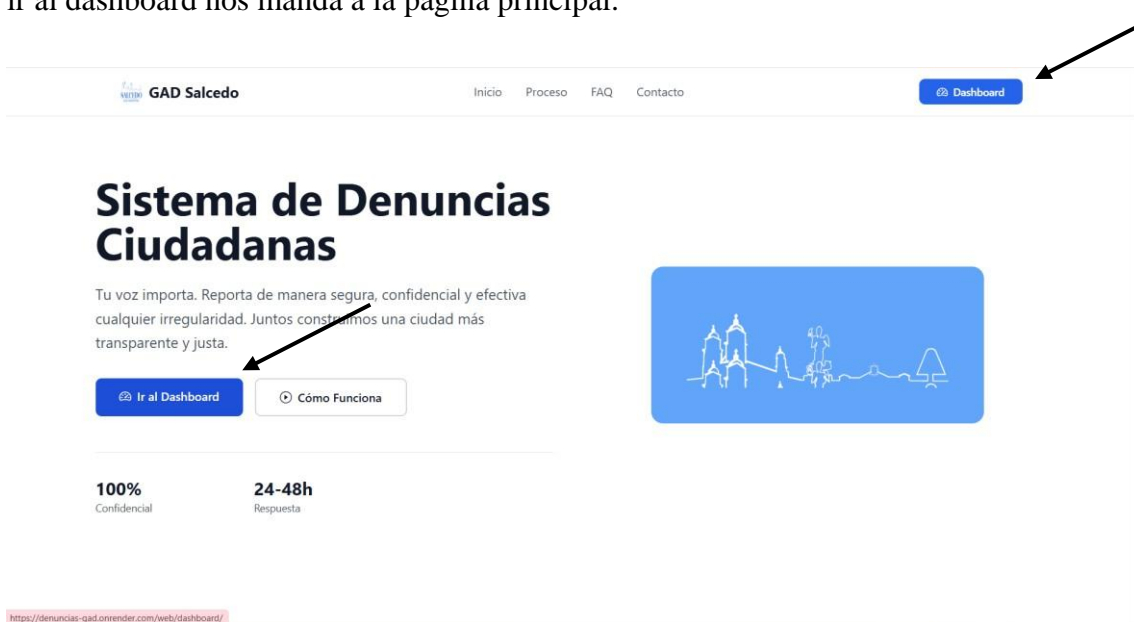 ir al dashboard nos manda a la página principal.
GAD Salcedo
Inicio Proceso FAQ Contacto
Dashboard
Sistema de Denuncias
Ciudadanas
Tu voz importa. Reporta de manera segura, confidencial y efectiva
cualquier irregularidad. Juntos construimos una ciudad más
transparente y justa.
Ir al Dashboard
Cómo Funciona
100%
Confidencial
24-48h
Respuesta
https://denuncias-gad.onrender.com/web/dashboard/